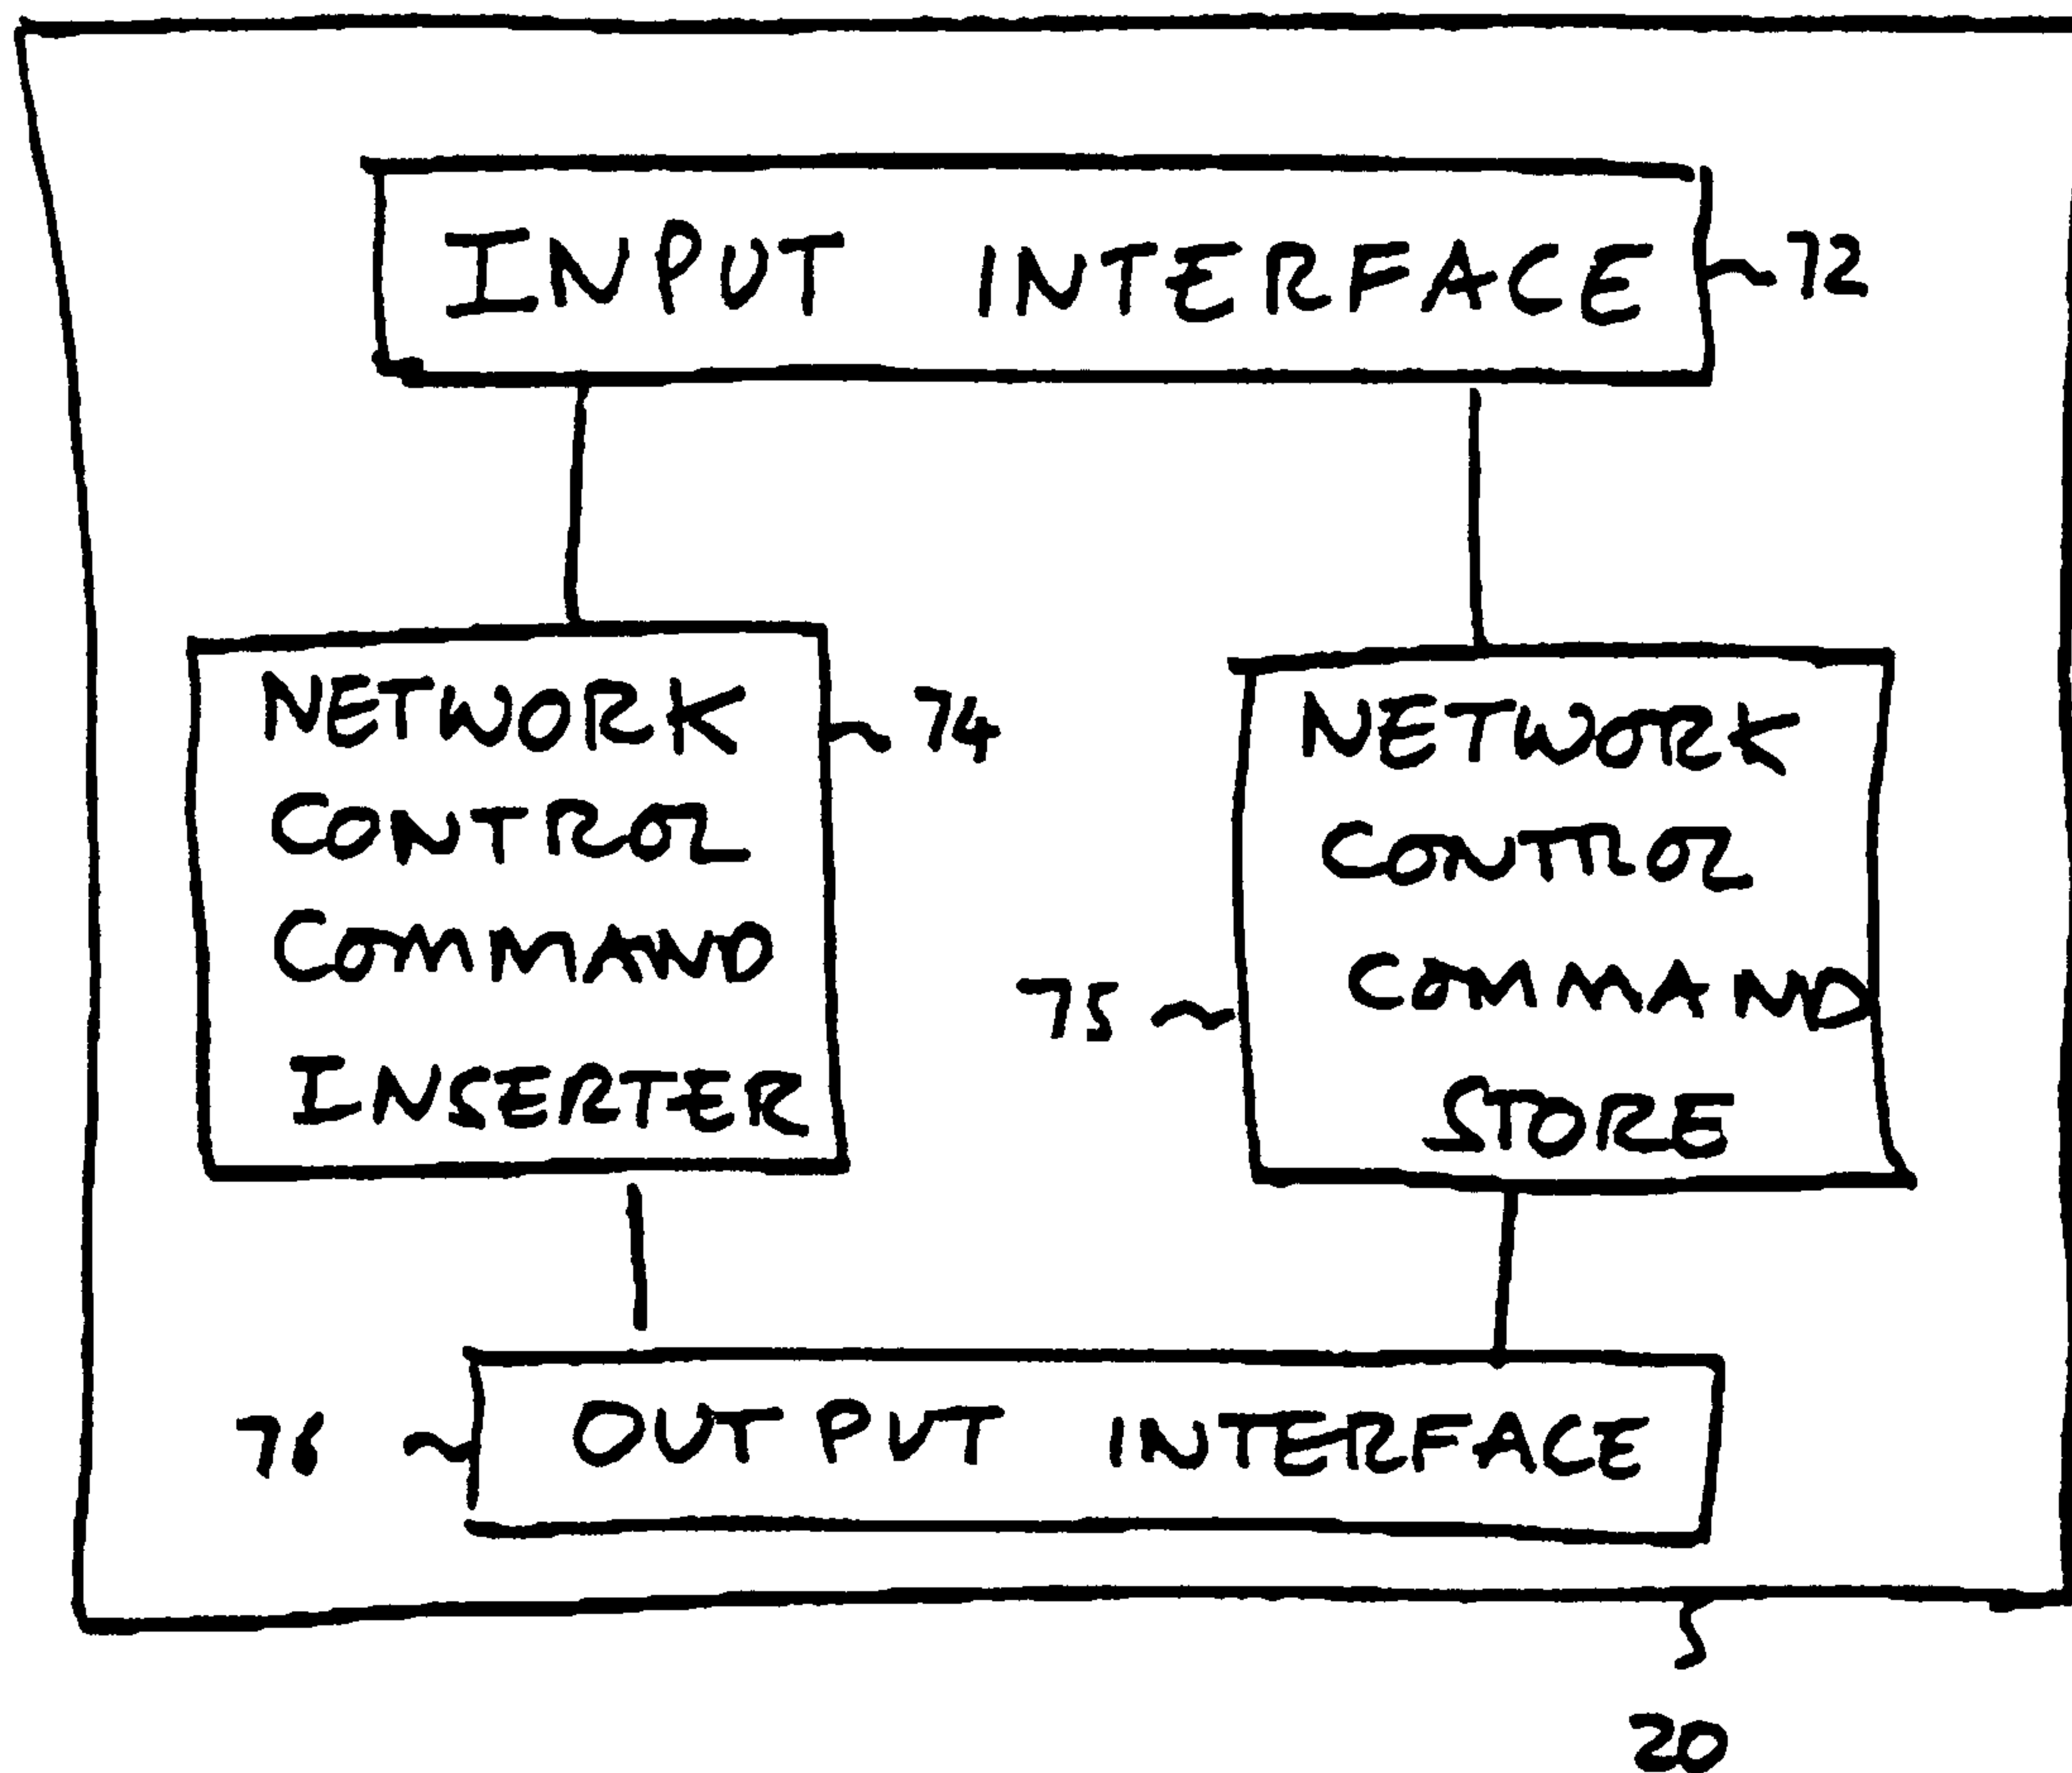 INPUT INTERFACE
72
NETWORK
CONTROL
COMMAND
INSERTER
74
NETWORK
CONTROL
COMMAND
STORE
75
76
OUTPUT INTERFACE
20